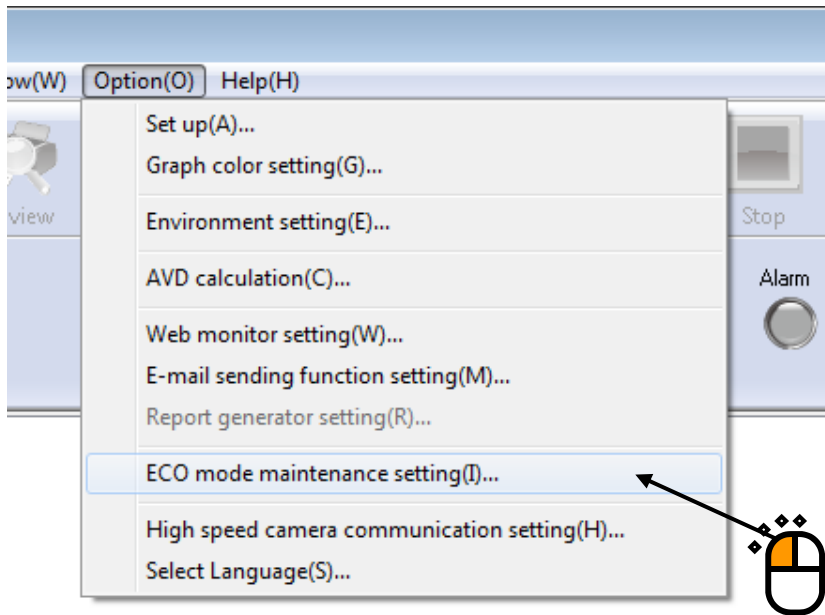 ow(W) Option(O) Help(H)
Set up(A)...
Graph color setting(G)...
view
Environment setting(E)...
Stop
AVD calculation(C)...
Alarm
Web monitor setting(W)...
E-mail sending function setting(M)...
Report generator setting(R)...
ECO mode maintenance setting(I)...
High speed camera communication setting(H)...
Select Language(S)...